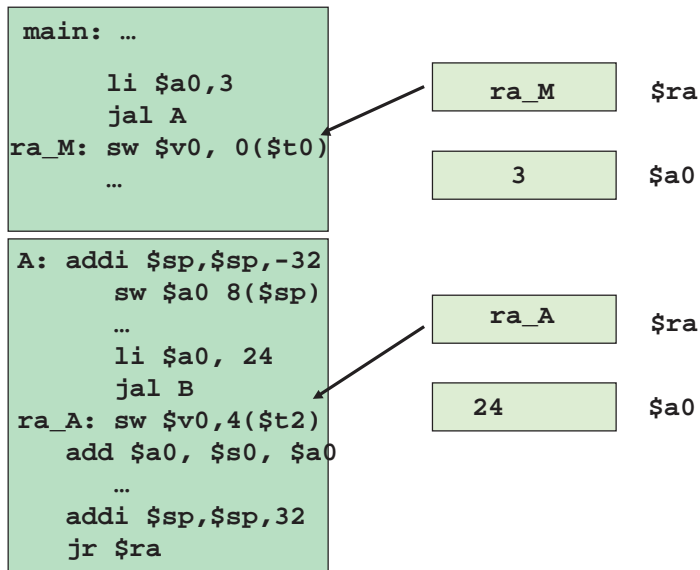 main: …
li $a0,3
jal A
ra_M: sw $v0, 0($t0)
…
ra_M $ra
3 $a0
A: addi $sp,$sp,-32
sw $a0 8($sp)
…
li $a0, 24
jal B
ra_A: sw $v0,4($t2)
add $a0, $s0, $a0
…
addi $sp,$sp,32
jr $ra
ra_A $ra
24 $a0